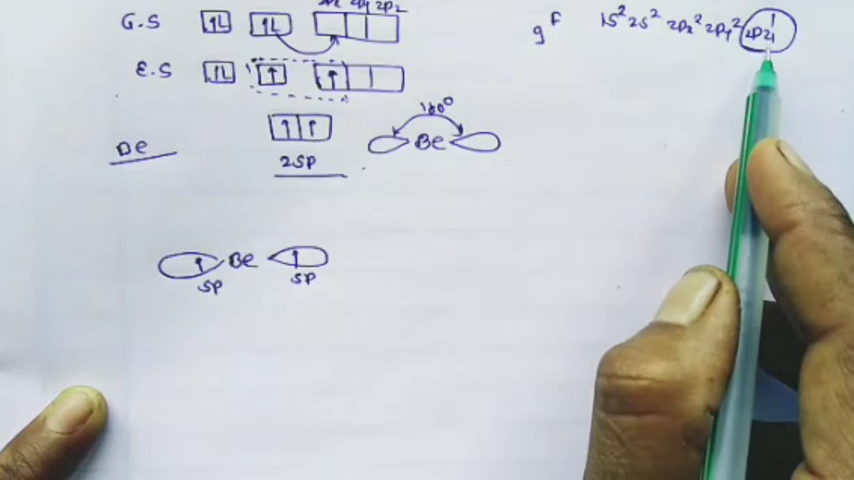 2px 2py 2pz
G.S ↑L ↑L
9F 1s² 2s² 2px² 2py² 2pz¹
E.S ↑L ↑ ↑
180°
Be ↑ ↑ Be
2SP
↑ Be ↑
SP SP